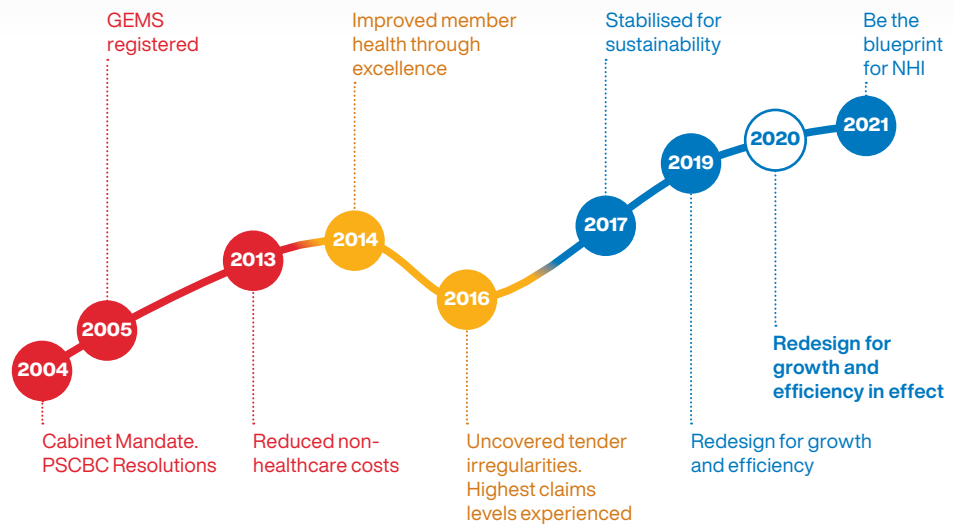 GEMS
registered
Improved member
health through
excellence
Stabilised for
sustainability
Be the
blueprint
for NHI
2004
2005
2013
2014
2016
2017
2019
2020
2021
Redesign for
growth and
efficiency in effect
Cabinet Mandate.
PSCBC Resolutions
Reduced non-
healthcare costs
Uncovered tender
irregularities.
Highest claims
levels experienced
Redesign for growth
and efficiency